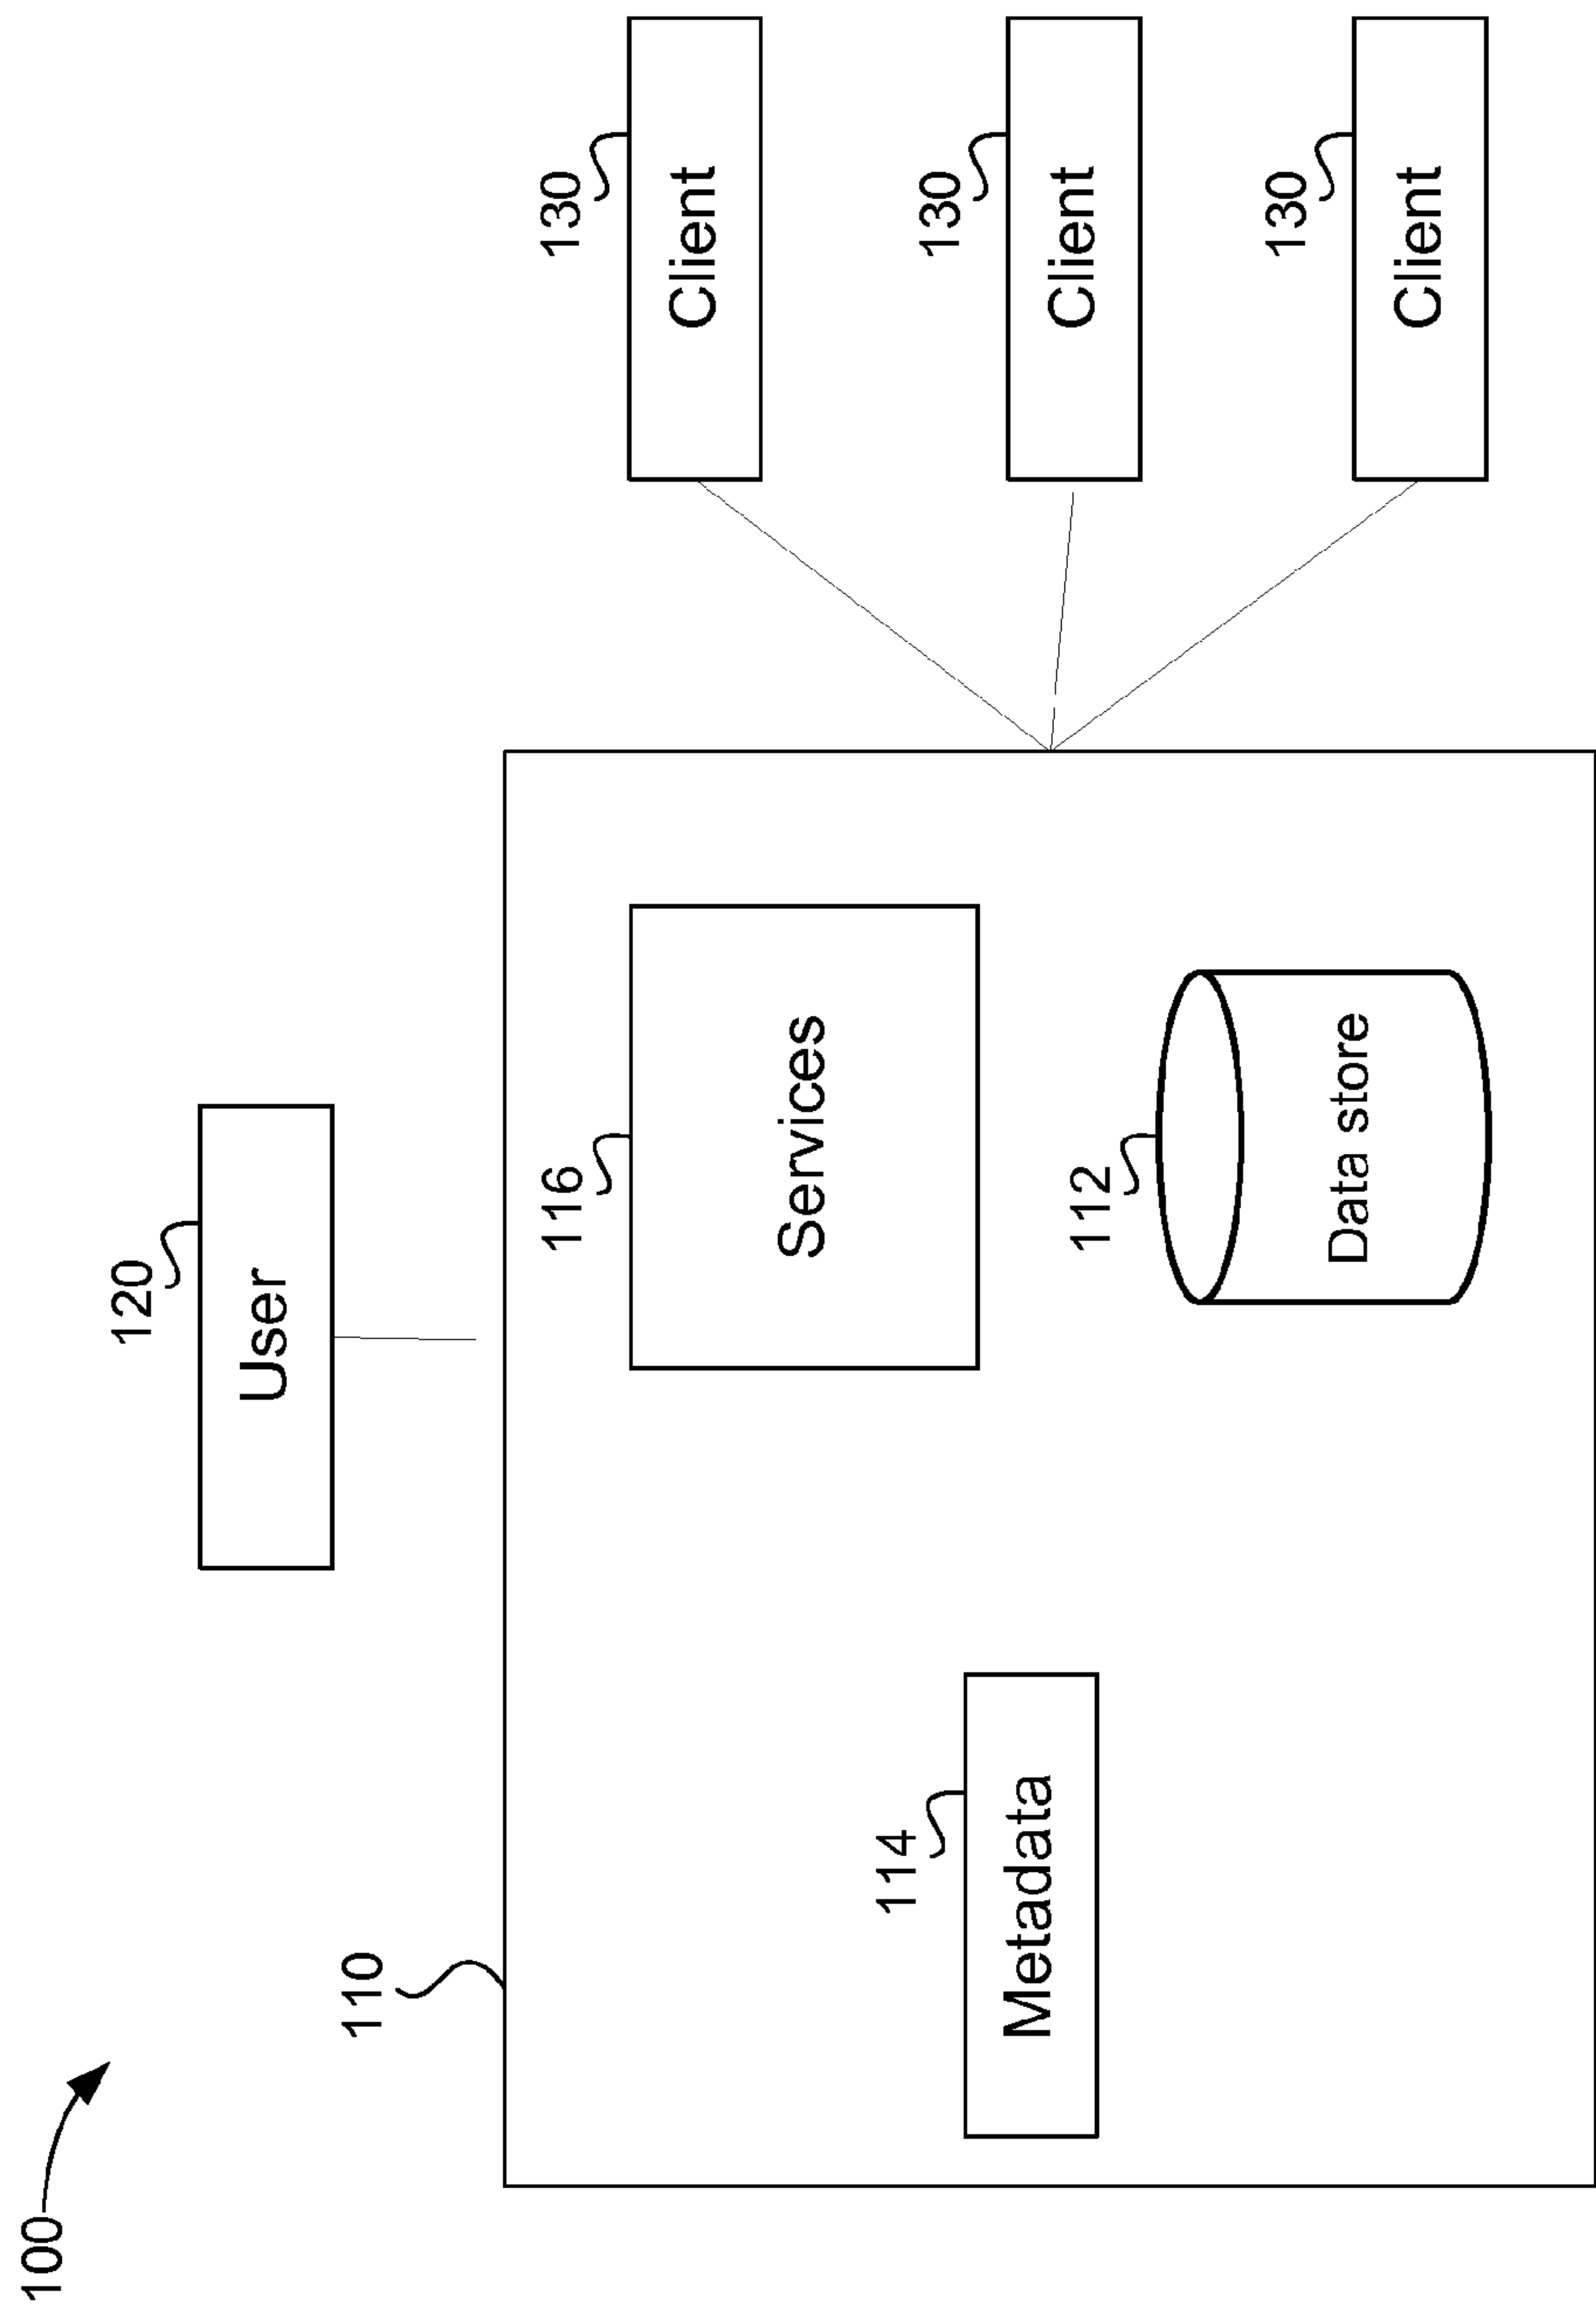 100
120
User
110
116
130
Client
Services
114
130
Metadata
Client
112
130
Data store
Client